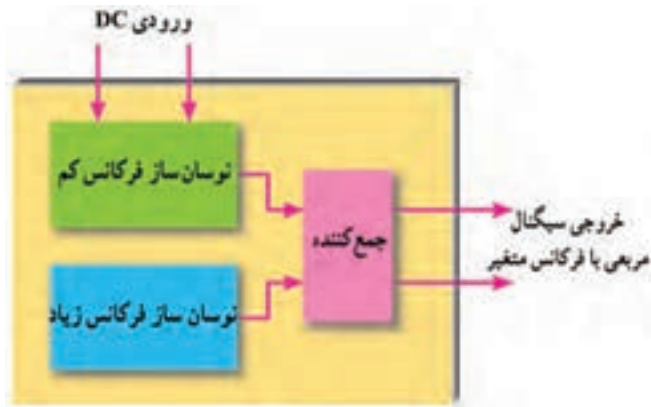 ورودی DC
نوسان ساز فرکانس کم
جمع کننده
نوسان ساز فرکانس زیاد
خروجی سیگنال
مربعی با فرکانس متغیر